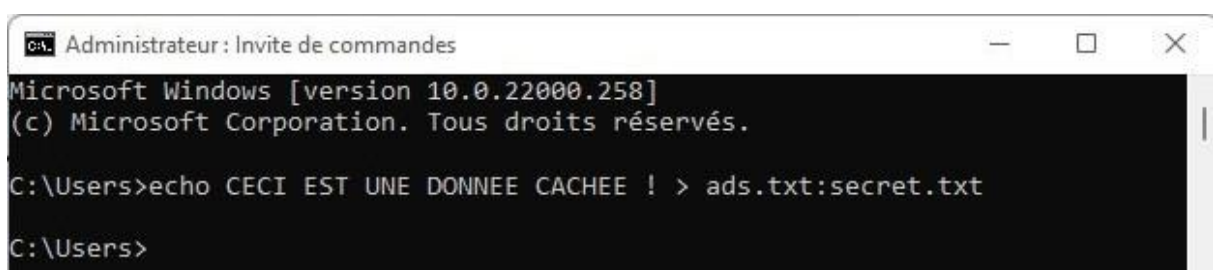 Administrateur : Invite de commandes
Microsoft Windows [version 10.0.22000.258]
(c) Microsoft Corporation. Tous droits réservés.
C:\Users>echo CECI EST UNE DONNEE CACHEE ! > ads.txt:secret.txt
C:\Users>